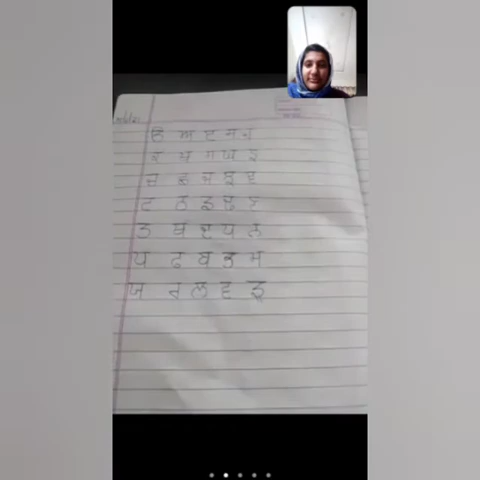 ੳ ਅ ੲ ਸ ਹ
ਕ ਖ ਗ ਘ ਙ
ਚ ਛ ਜ ਝ ਞ
ਟ ਠ ਡ ਢ ਣ
ਤ ਥ ਦ ਧ ਨ
ਪ ਫ ਬ ਭ ਮ
ਯ ਰ ਲ ਵ ੜ